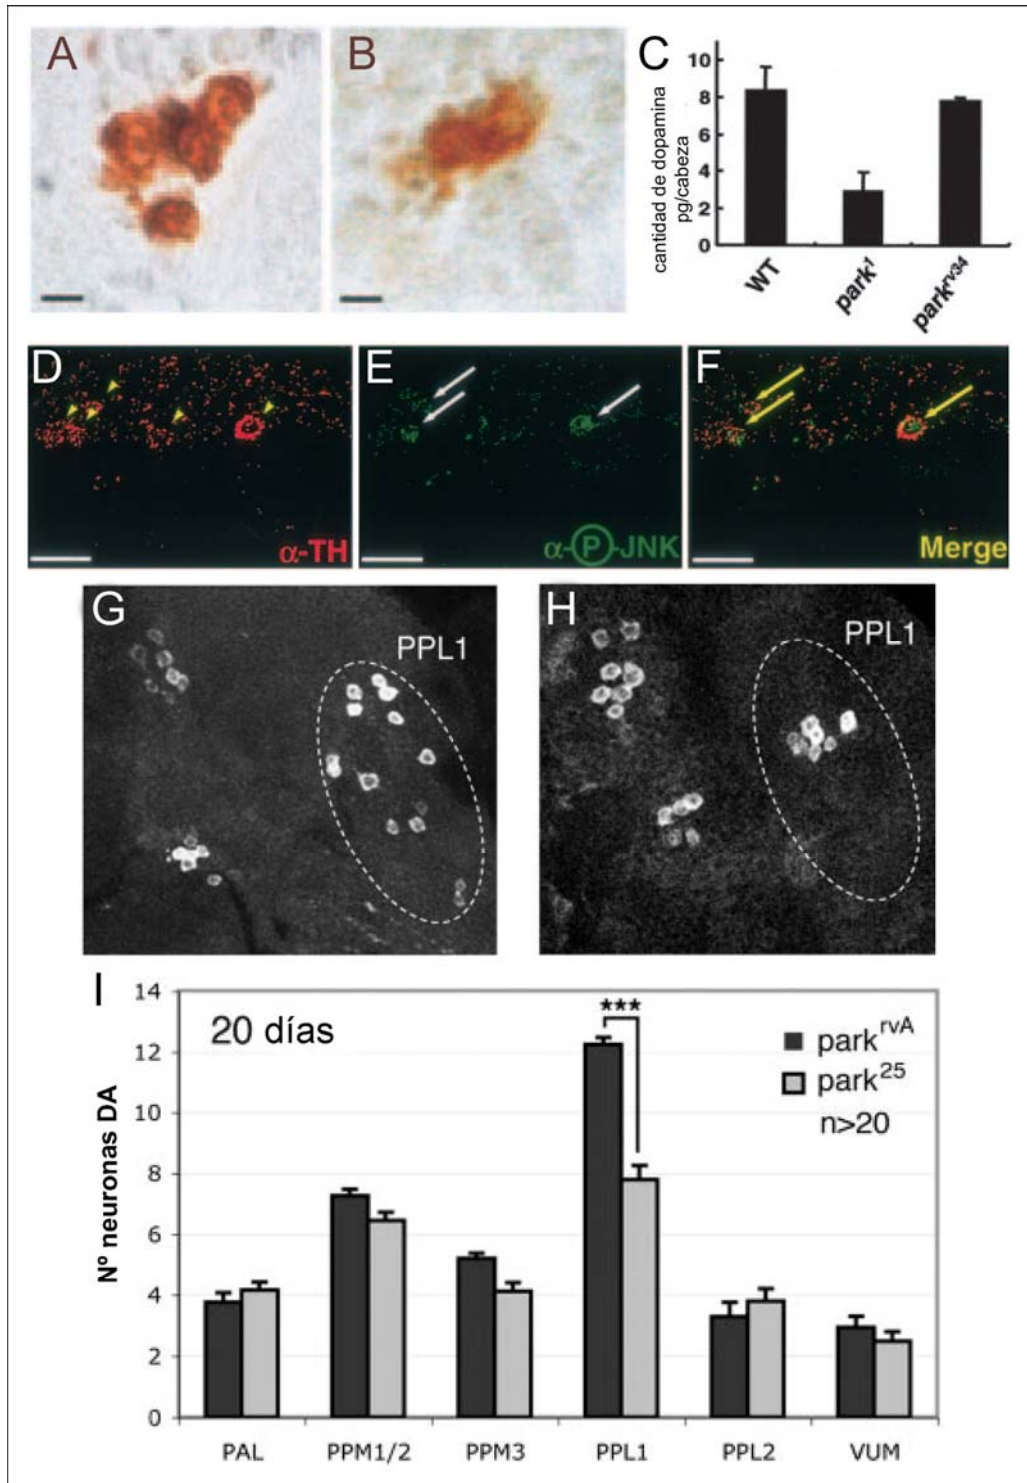 A
B
C
cantidad de dopamina
pg/cabeza
10
8
6
4
2
0
WT
park¹
parkʳᵛ³⁴
D
α-TH
E
α-P-JNK
F
Merge
G
PPL1
H
PPL1
I
Nº neuronas DA
14
12
10
8
6
4
2
0
20 días
***
parkʳᵛᴬ
park²⁵
n>20
PAL
PPM1/2
PPM3
PPL1
PPL2
VUM